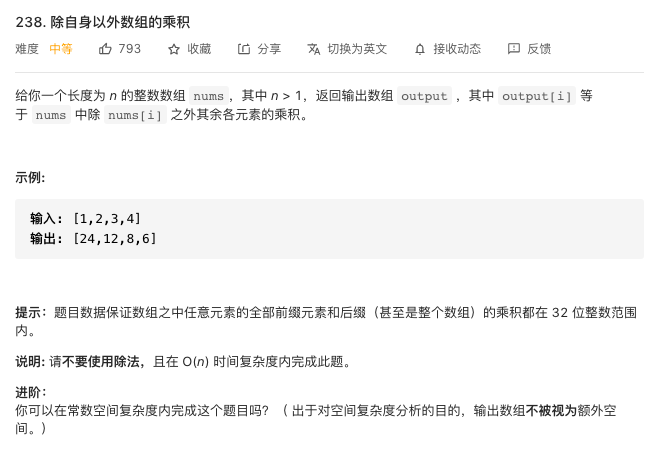 238. 除自身以外数组的乘积
难度 中等 793 收藏 分享 切换为英文 接收动态 反馈
给你一个长度为 n 的整数数组 nums，其中 n > 1，返回输出数组 output ，其中 output[i] 等
于 nums 中除 nums[i] 之外其余各元素的乘积。
示例:
输入: [1,2,3,4]
输出: [24,12,8,6]
提示：题目数据保证数组之中任意元素的全部前缀元素和后缀（甚至是整个数组）的乘积都在 32 位整数范围
内。
说明: 请不要使用除法，且在 O(n) 时间复杂度内完成此题。
进阶：
你可以在常数空间复杂度内完成这个题目吗？（ 出于对空间复杂度分析的目的，输出数组不被视为额外空
间。）